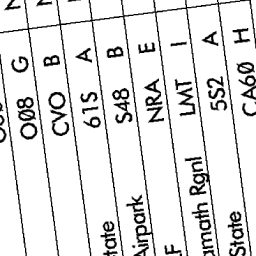 O08 G
CVO B
tate 61S A
Airpark S48 B
F NRA E
amath Rgnl LMT I
State 5S2 A
CA60 H